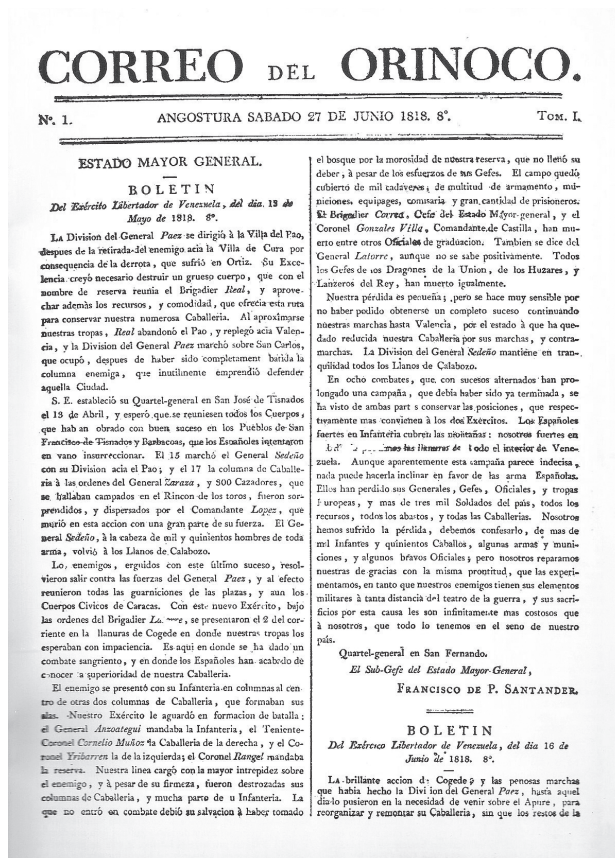 CORREO DEL ORINOCO.
Nº. 1. ANGOSTURA SABADO 27 DE JUNIO 1818. 8º. TOM. I.
ESTADO MAYOR GENERAL.
BOLETIN
Del Exército Libertador de Venezuela, del dia. 13 de
Mayo de 1818. 8º.
LA Division del General Paez se dirigió à la Villa del Pao,
despues de la retirada del enemigo acia la Villa de Cura por
consequencia de la derrota, que sufrió en Ortiz. Su Exce-
lencia creyó necesario destruir un grueso cuerpo, que con el
nombre de reserva reunía el Brigadier Real, y aprove-
char además los recursos, y comodidad, que ofrecía esta ruta
para conservar nuestra numerosa Caballeria. Al aproximarse
nuestras tropas, Real abandonó el Pao, y replegó acia Valen-
cia, y la Division del General Paez marchó sobre San Carlos,
que ocupó, despues de haber sido completamente batida la
columna enemiga, que inutilmente emprendió defender
aquella Ciudad.
S. E. estableció su Quartel-general en San José de Tisnados
el 13 de Abril, y esperó que se reuniesen todos los Cuerpos,
que habian obrado con buen suceso en los Pueblos de San
Francisco de Tisnados y Barbacoas, que los Españoles intentaron
en vano insurreccionar. El 15 marchó el General Sedeño
con su Division acia el Pao; y el 17 la columna de Caballe-
ría à las ordenes del General Zaraza, y 300 Cazadores, que
se hallaban campados en el Rincon de los toros, fueron sor-
prendidos, y dispersados por el Comandante Lopez, que
murió en esta accion con una gran parte de su fuerza. El Ge-
neral Sedeño, à la cabeza de mil y quinientos hombres de toda
arma, volvió à los Llanos de Calabozo.
Los enemigos, erguidos con este último suceso, resol-
vieron salir contra las fuerzas del General Paez, y al efecto
reunieron todas las guarniciones de las plazas, y aun los
Cuerpos Civicos de Caracas. Con este nuevo Exército, bajo
las ordenes del Brigadier, se presentaron el 2 del cor-
riente en la llanuras de Cogede en donde nuestras tropas los
esperaban con impaciencia. Es aqui en donde se ha dado un
combate sangriento, y en donde los Españoles han acabado de
conocer la superioridad de nuestra Caballeria.
El enemigo se presentó con su Infanteria en columnas al cen-
tro de otras dos columnas de Caballeria, que formaban sus
alas. Nuestro Exército le aguardó en formacion de batalla:
el General Anzoategui mandaba la Infanteria, el Teniente-
Coronel Cornelio Muñoz la Caballeria de la derecha, y el Co-
ronel Yribarren la de la izquierda; el Coronel Rangel mandaba
la reserva. Nuestra linea cargó con la mayor intrepidez sobre
el enemigo, y à pesar de su firmeza, fueron destrozadas sus
columnas de Caballeria, y mucha parte de u Infanteria. La
que no entró en combate debió su salvacion à haber tomado
el bosque por la morosidad de nuestra reserva, que no llenó su
deber, à pesar de los esfuerzos de sus Gefes. El campo quedó
cubierto de mil cadaveres, de multitud de armamento, mu-
niciones, equipages, comisaria y gran cantidad de prisioneros.
El Brigadier Correa, Gefe del Estado Mayor-general, y el
Coronel Gonzales Villa, Comandante de Castilla, han mu-
erto entre otros Oficiales de graduacion. Tambien se dice del
General Latorre, aunque no se sabe positivamente. Todos
los Gefes de los Dragones de la Union, de los Huzares, y
Lanzeros del Rey, han muerto igualmente.
Nuestra pérdida es pequeña; pero se hace muy sensible por
no haber podido obtenerse un completo suceso continuando
nuestras marchas hasta Valencia, por el estado à que ha que-
dado reducida nuestra Caballeria por sus marchas, y contra-
marchas. La Division del General Sedeño mantiene en tran-
quilidad todos los Llanos de Calabozo.
En ocho combates, que con sucesos alternados han pro-
longado una campaña, que debía haber sido ya terminada, se
ha visto de ambas part s conservar las posiciones, que respec-
tivamente mas convienen à los dos Exércitos. Los Españoles
fuertes en Infanteria cubren las montañas: nosotros fuertes en
todo el interior de Vene-
zuela. Aunque aparentemente esta campaña parece indecisa,
nada puede hacerla inclinar en favor de las arma Españolas.
Ellos han perdido sus Generales, Gefes, Oficiales, y tropas
Europeas, y mas de tres mil Soldados del país, todos los
recursos, todos los abastos, y todas las Caballerias. Nosotros
hemos sufrido la pérdida, debemos confesarlo, de mas de
mil Infantes y quinientos Caballos, algunas armas y muni-
ciones, y algunos bravos Oficiales; pero nosotros reparamos
nuestras de-gracias con la misma prontitud, que las experi-
mentamos, en tanto que nuestros enemigos tienen sus elementos
militares à tanta distancia del teatro de la guerra, y sus sacri-
ficios por esta causa les son infinitamente mas costosos que
à nosotros, que todo lo tenemos en el seno de nuestro
país.
Quartel-general en San Fernando.
El Sub-Gefe del Estado Mayor-General,
FRANCISCO DE P. SANTANDER.
BOLETIN
Del Exército Libertador de Venezuela, del dia 16 de
Junio de 1818. 8º.
LA brillante accion de Cogede, y las penosas marchas
que habia hecho la Divi ion del General Paez, hasta aquel
dia lo pusieron en la necesidad de venir sobre el Apure, para
reorganizar y remontar su Caballeria, sin que los restos de la